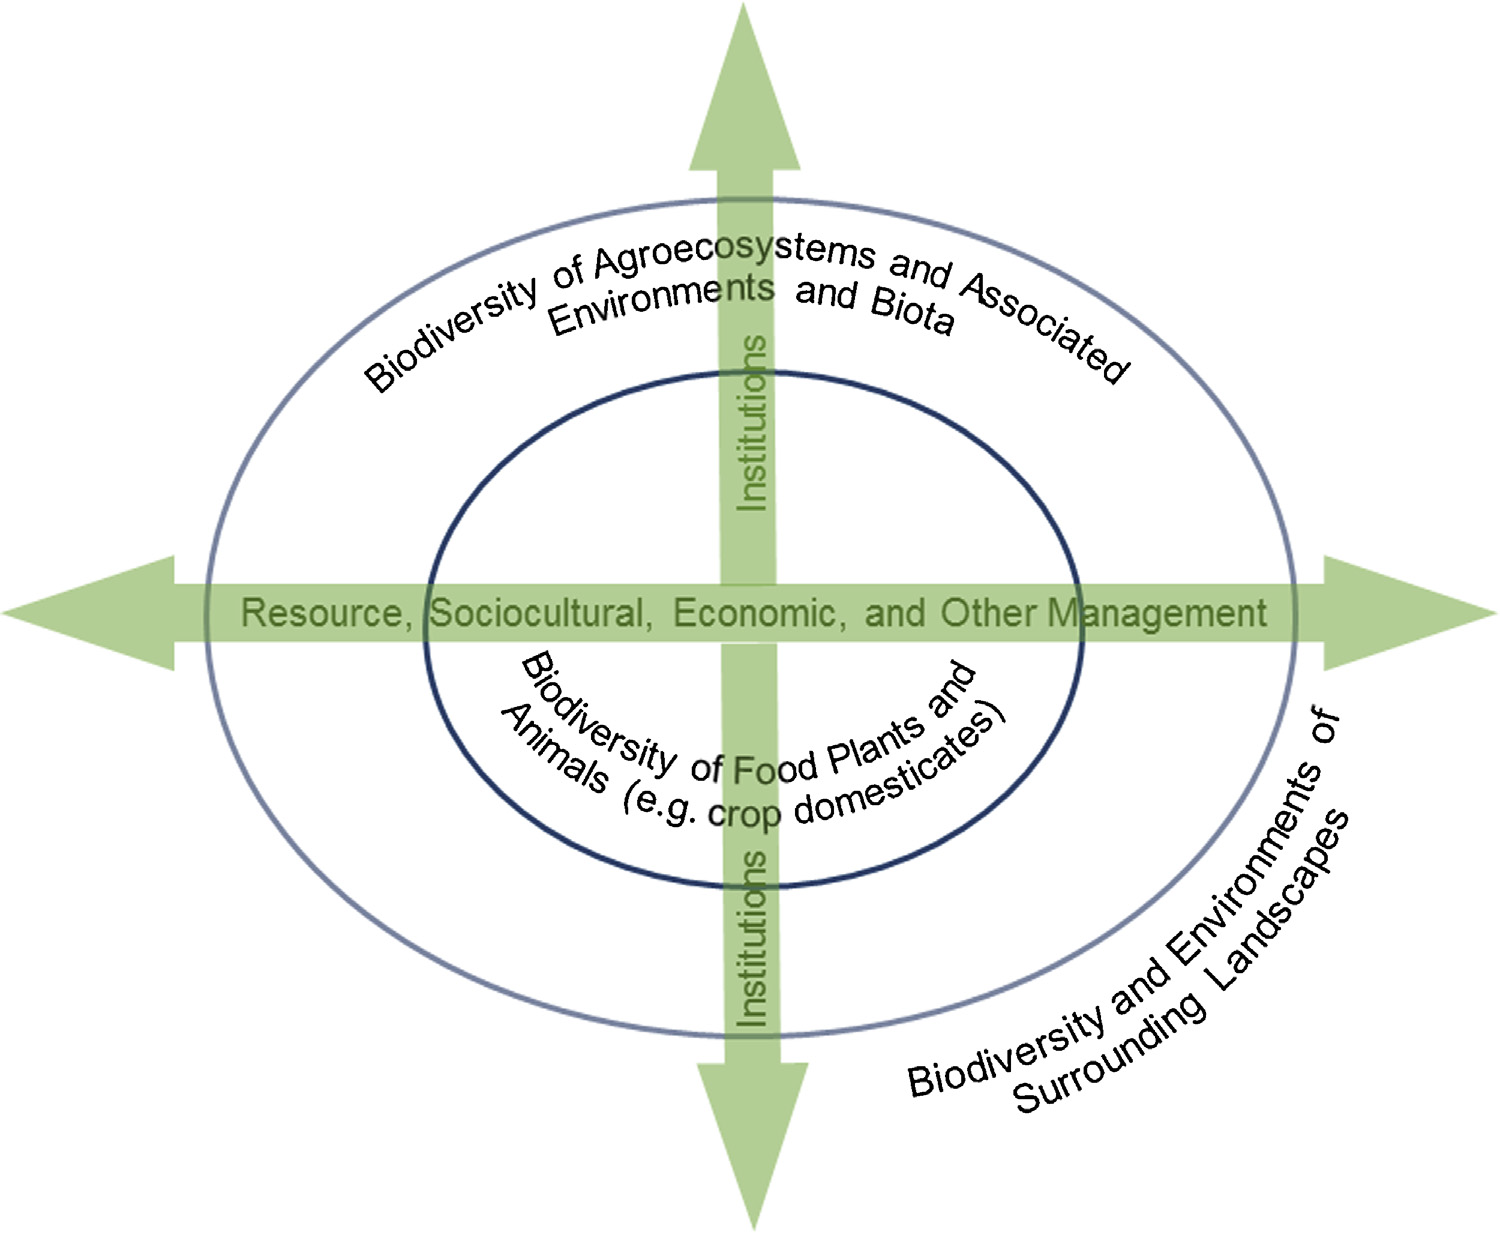 Biodiversity of Agroecosystems and Associated
Environments and Biota
Institutions
Resource, Sociocultural, Economic, and Other Management
Biodiversity of Food Plants and
Animals (e.g. crop domesticates)
Institutions
Biodiversity and Environments of
Surrounding Landscapes